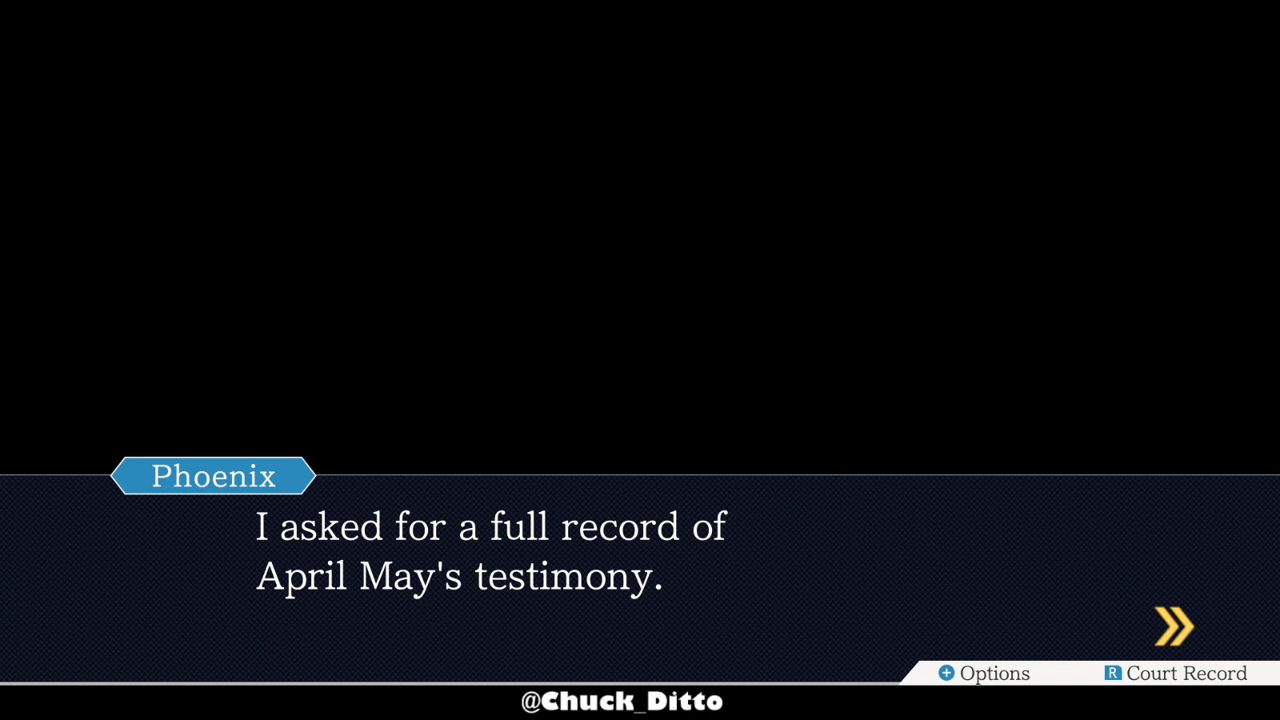 Phoenix
I asked for a full record of
April May's testimony.
+ Options R Court Record
@Chuck_Ditto